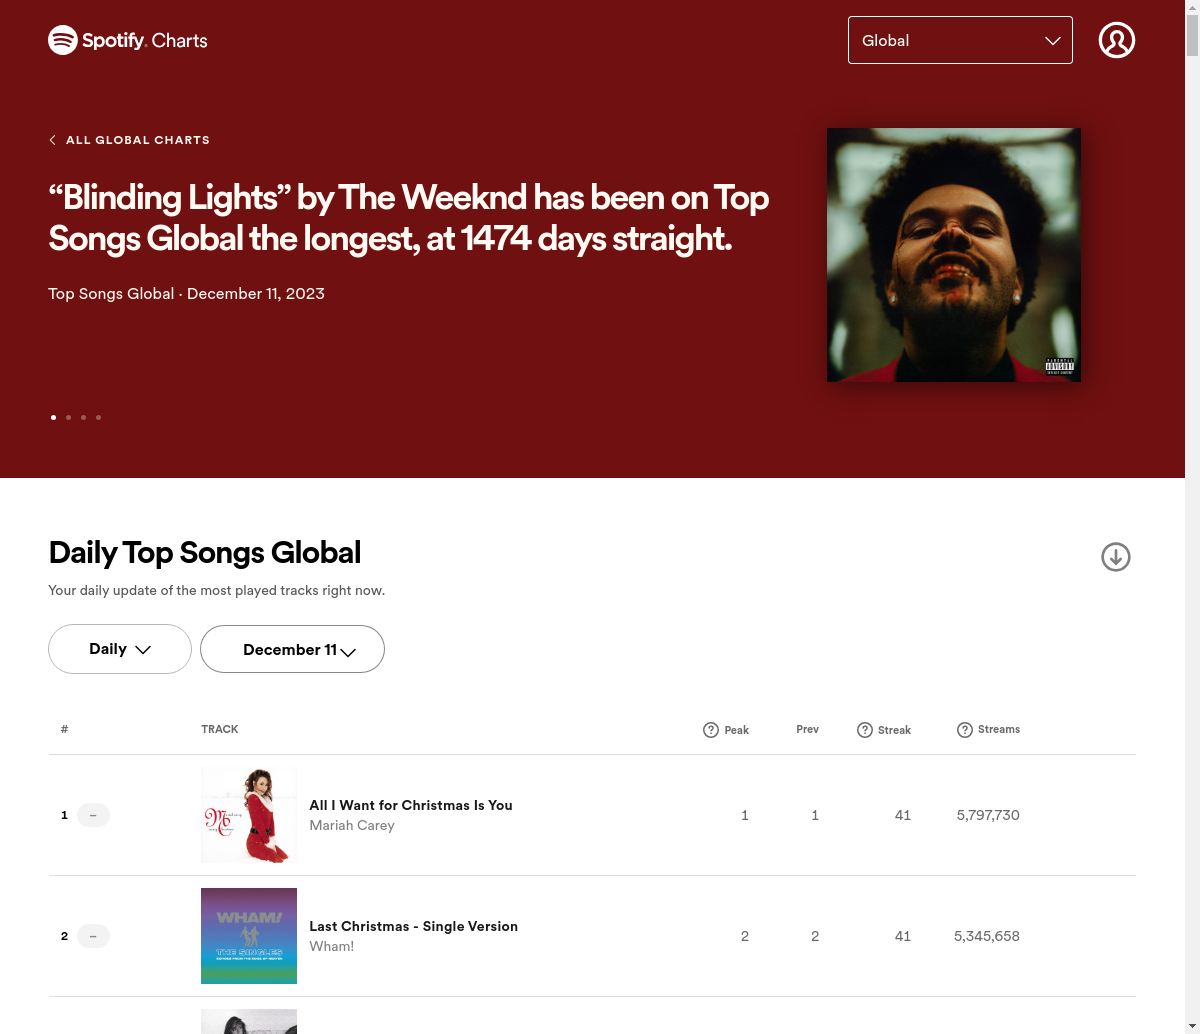 Spotify Charts
Global
ALL GLOBAL CHARTS
“Blinding Lights” by The Weeknd has been on Top
Songs Global the longest, at 1474 days straight.
Top Songs Global · December 11, 2023
PARENTAL
ADVISORY
EXPLICIT CONTENT
Daily Top Songs Global
Your daily update of the most played tracks right now.
Daily
December 11
# TRACK ? Peak Prev ? Streak ? Streams
All I Want for Christmas Is You
1 – 1 1 41 5,797,730
Mariah Carey
WHAM!
THE SINGLES
Last Christmas - Single Version
2 – 2 2 41 5,345,658
Wham!